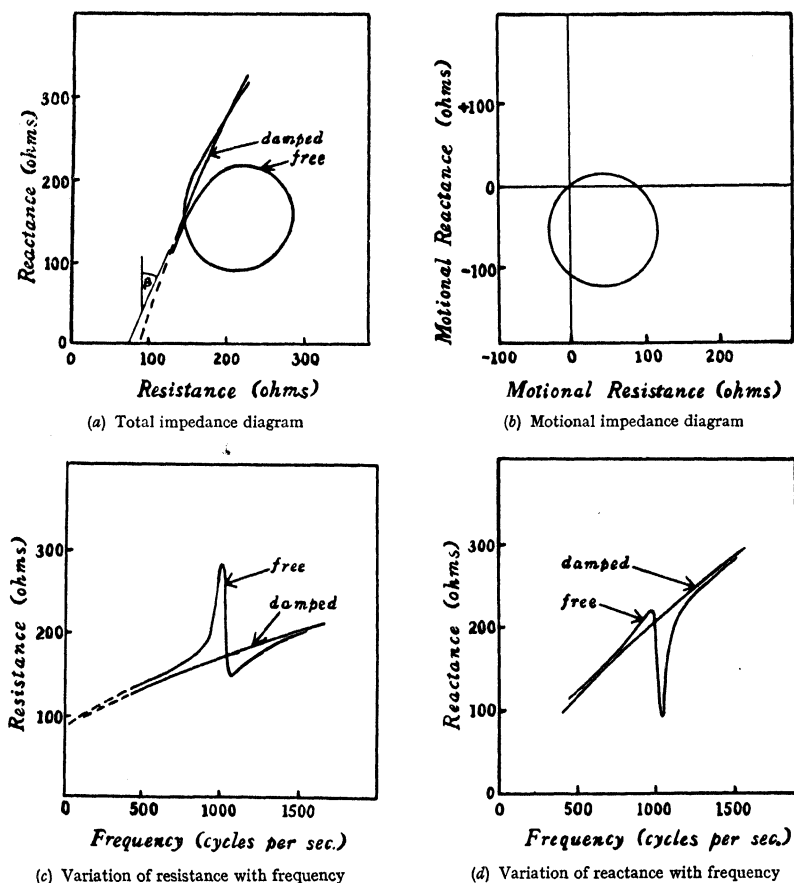 Reactance (ohms)
300
200
100
0
damped
free
β
0
100
200
300
Resistance (ohms)
(a) Total impedance diagram
Motional Reactance (ohms)
+100
0
-100
-100
0
100
200
Motional Resistance (ohms)
(b) Motional impedance diagram
Resistance (ohms)
300
200
100
free
damped
0
500
1000
1500
Frequency (cycles per sec.)
(c) Variation of resistance with frequency
Reactance (ohms)
300
200
100
0
damped
free
0
500
1000
1500
Frequency (cycles per sec.)
(d) Variation of reactance with frequency